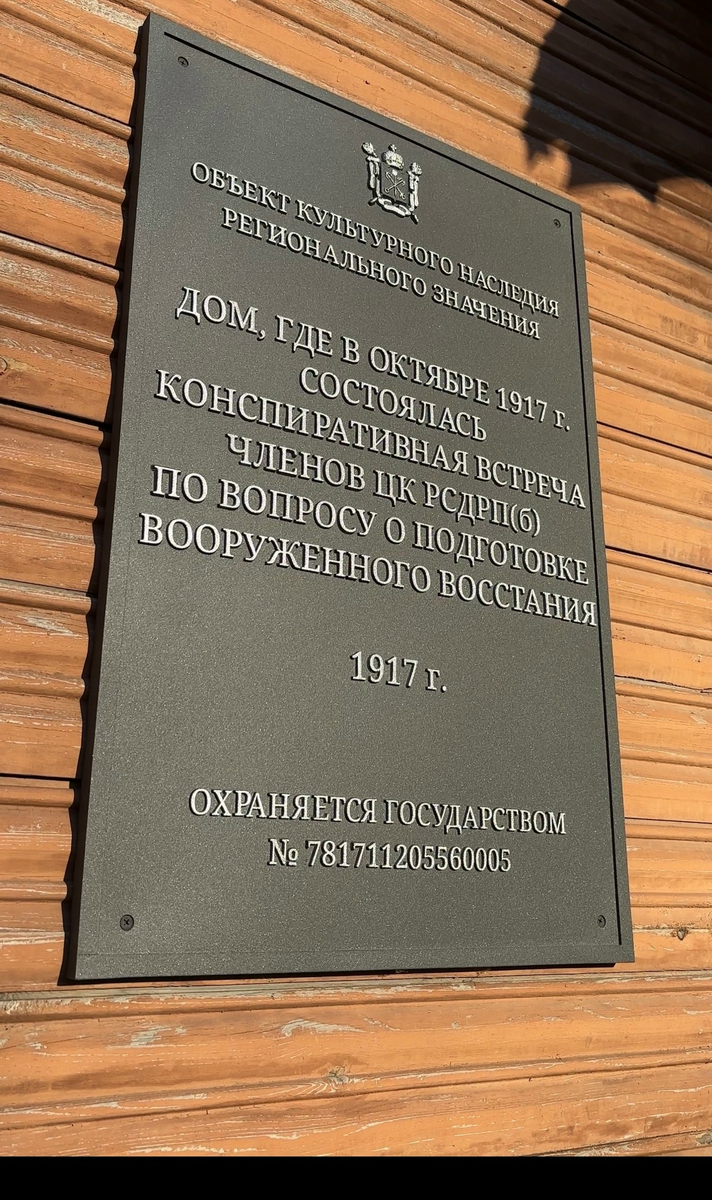 ОБЪЕКТ КУЛЬТУРНОГО НАСЛЕДИЯ
РЕГИОНАЛЬНОГО ЗНАЧЕНИЯ
ДОМ, ГДЕ В ОКТЯБРЕ 1917 г.
СОСТОЯЛАСЬ
КОНСПИРАТИВНАЯ ВСТРЕЧА
ЧЛЕНОВ ЦК РСДРП(б)
ПО ВОПРОСУ О ПОДГОТОВКЕ
ВООРУЖЕННОГО ВОССТАНИЯ
1917 г.
ОХРАНЯЕТСЯ ГОСУДАРСТВОМ
№ 781711205560005